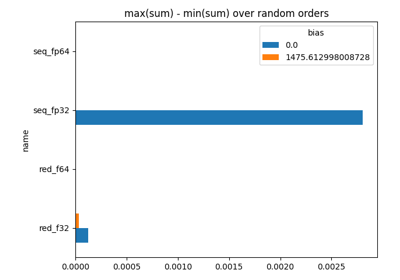 max(sum) - min(sum) over random orders
bias
0.0
1475.612998008728
seq_fp64
seq_fp32
red_f64
red_f32
name
0.0000 0.0005 0.0010 0.0015 0.0020 0.0025